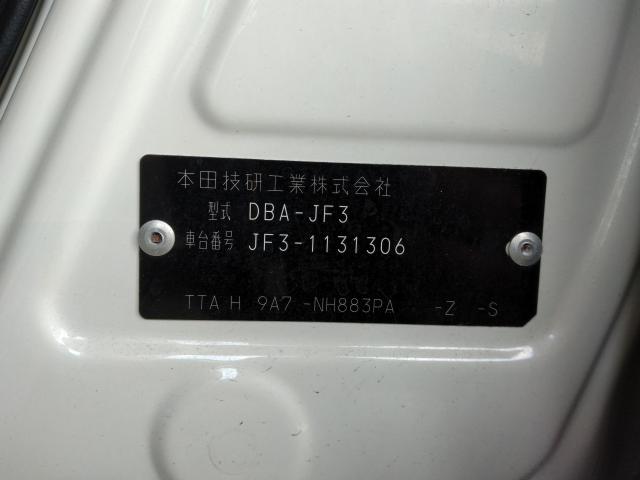 本田技研工業株式会社
型式 DBA-JF3
車台番号 JF3-1131306
TTA H 9A7 -NH883PA -Z -S